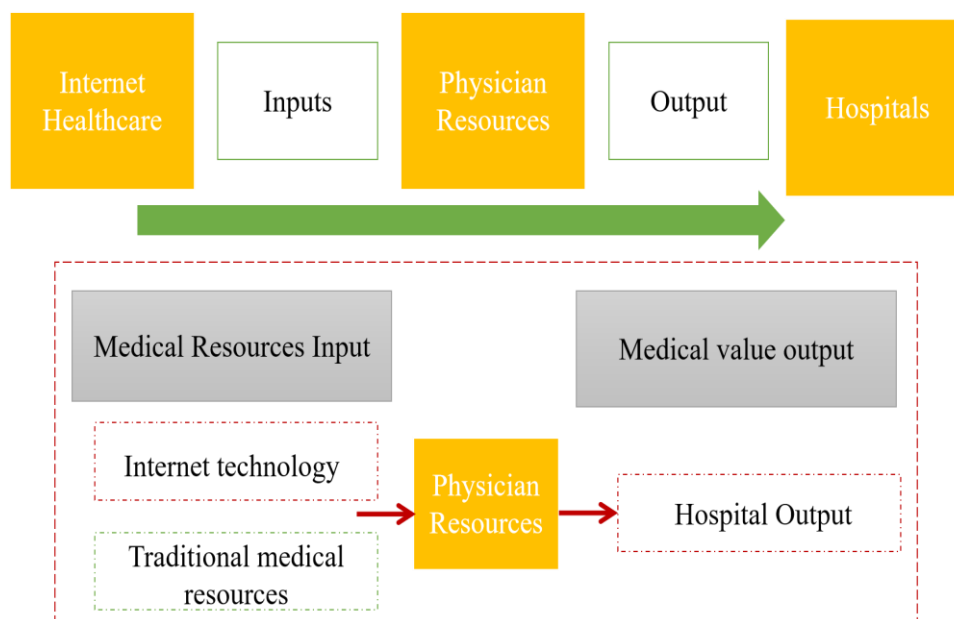 Internet
Healthcare
Inputs
Physician
Resources
Output
Hospitals
Medical Resources Input
Medical value output
Internet technology
Traditional medical
resources
Physician
Resources
Hospital Output